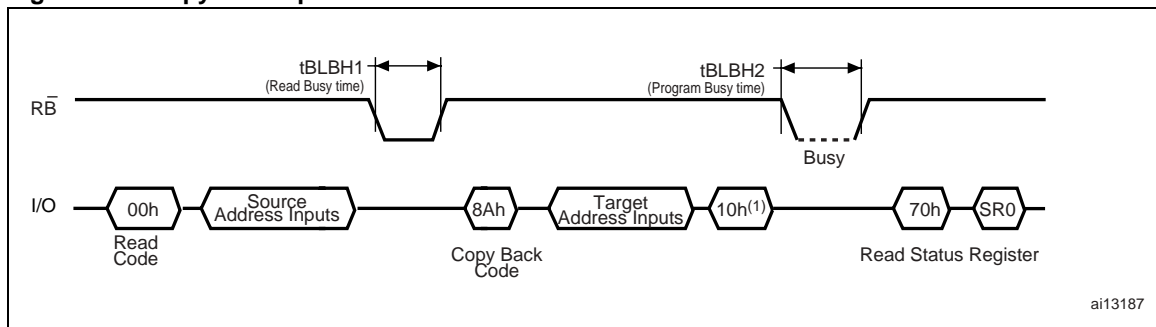 tBLBH1
(Read Busy time)
tBLBH2
(Program Busy time)
RB
Busy
I/O
00h
Source
Address Inputs
8Ah
Target
Address Inputs
10h(1)
70h
SR0
Read
Code
Copy Back
Code
Read Status Register
ai13187